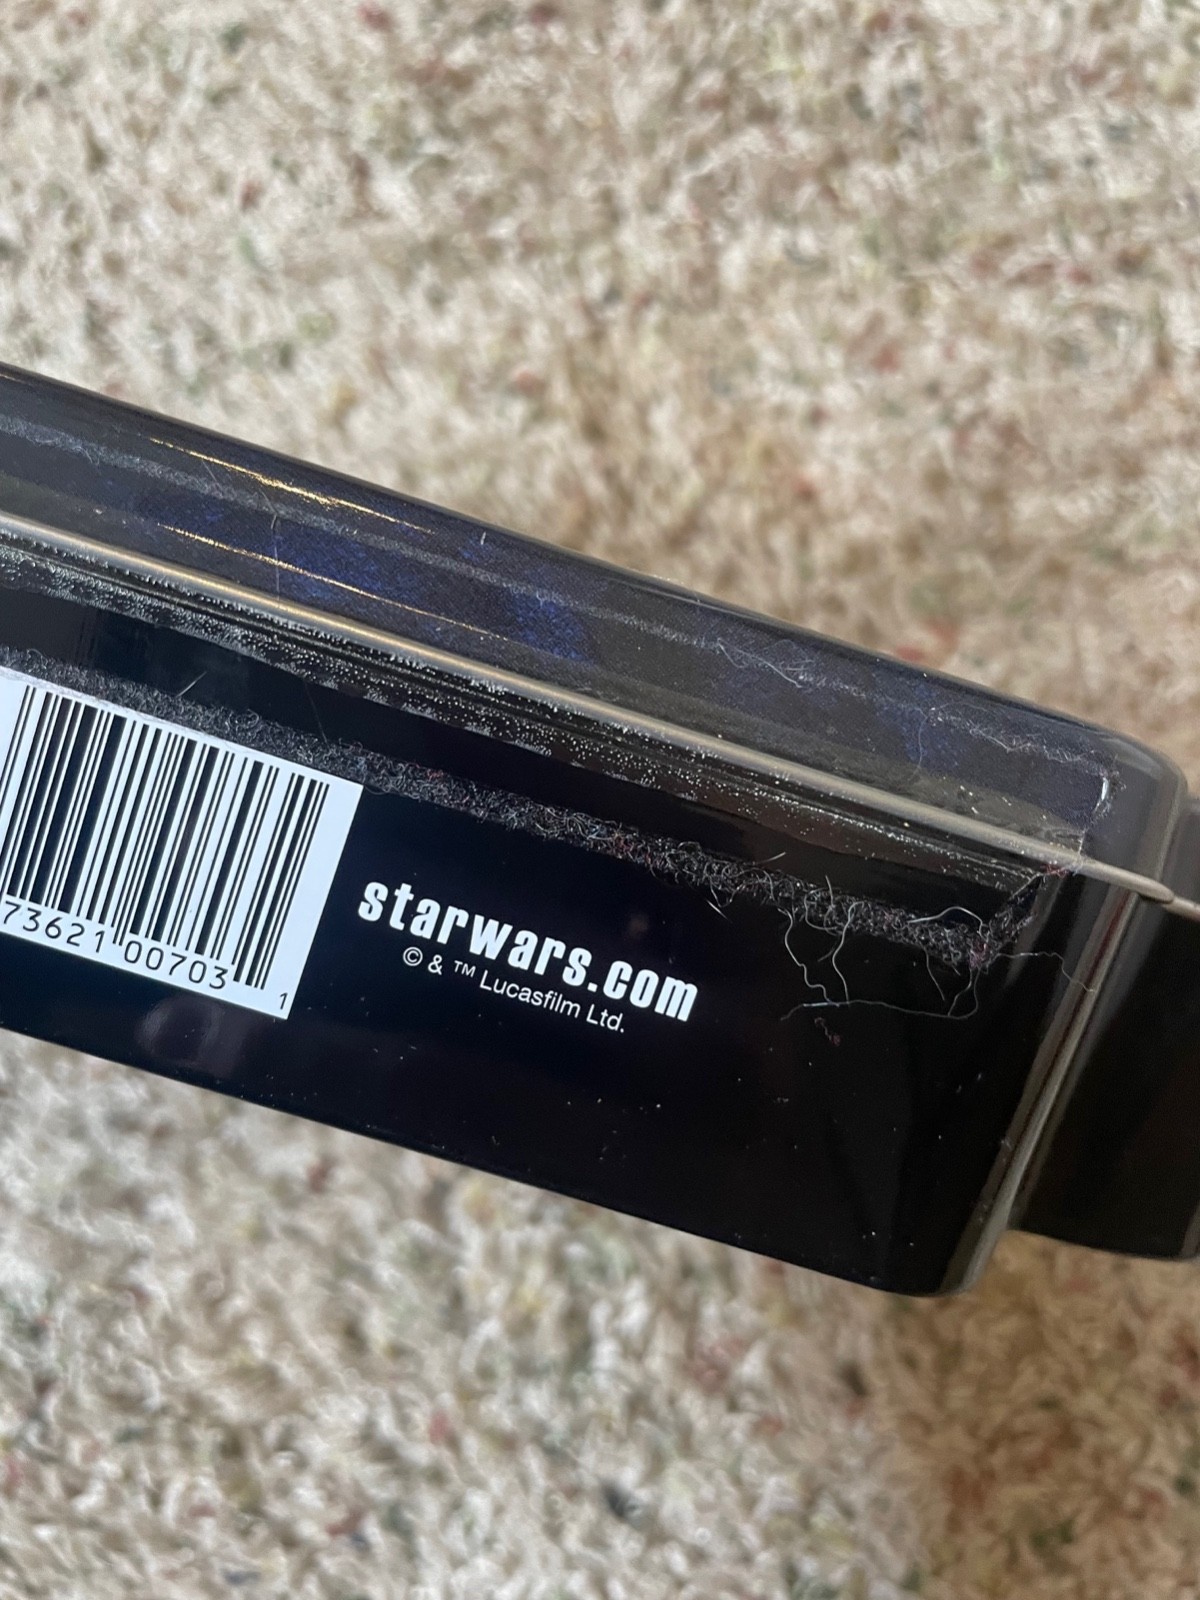 73621 00703 1
starwars.com
© & ™ Lucasfilm Ltd.